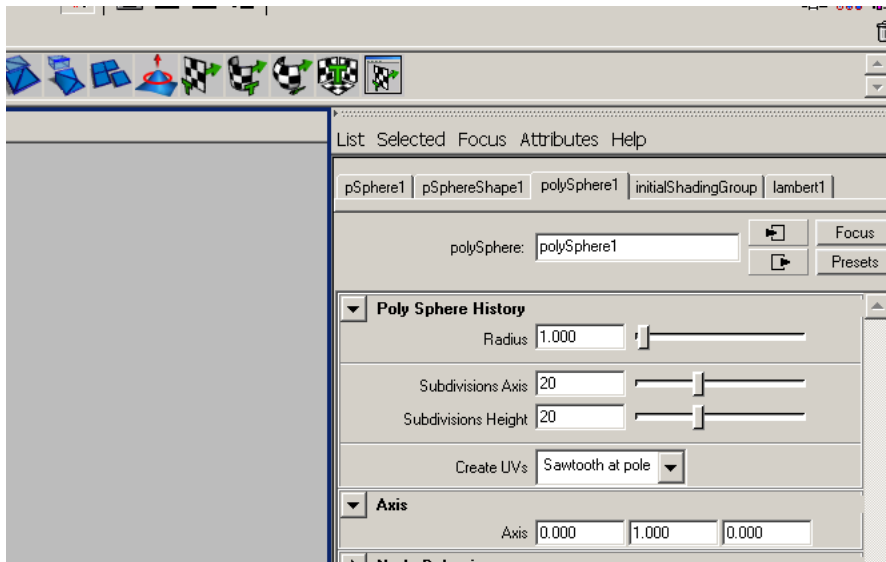 List Selected Focus Attributes Help
pSphere1 pSphereShape1 polySphere1 initialShadingGroup lambert1
polySphere: polySphere1 Focus
Presets
Poly Sphere History
Radius 1.000
Subdivisions Axis 20
Subdivisions Height 20
Create UVs Sawtooth at pole
Axis
Axis 0.000 1.000 0.000